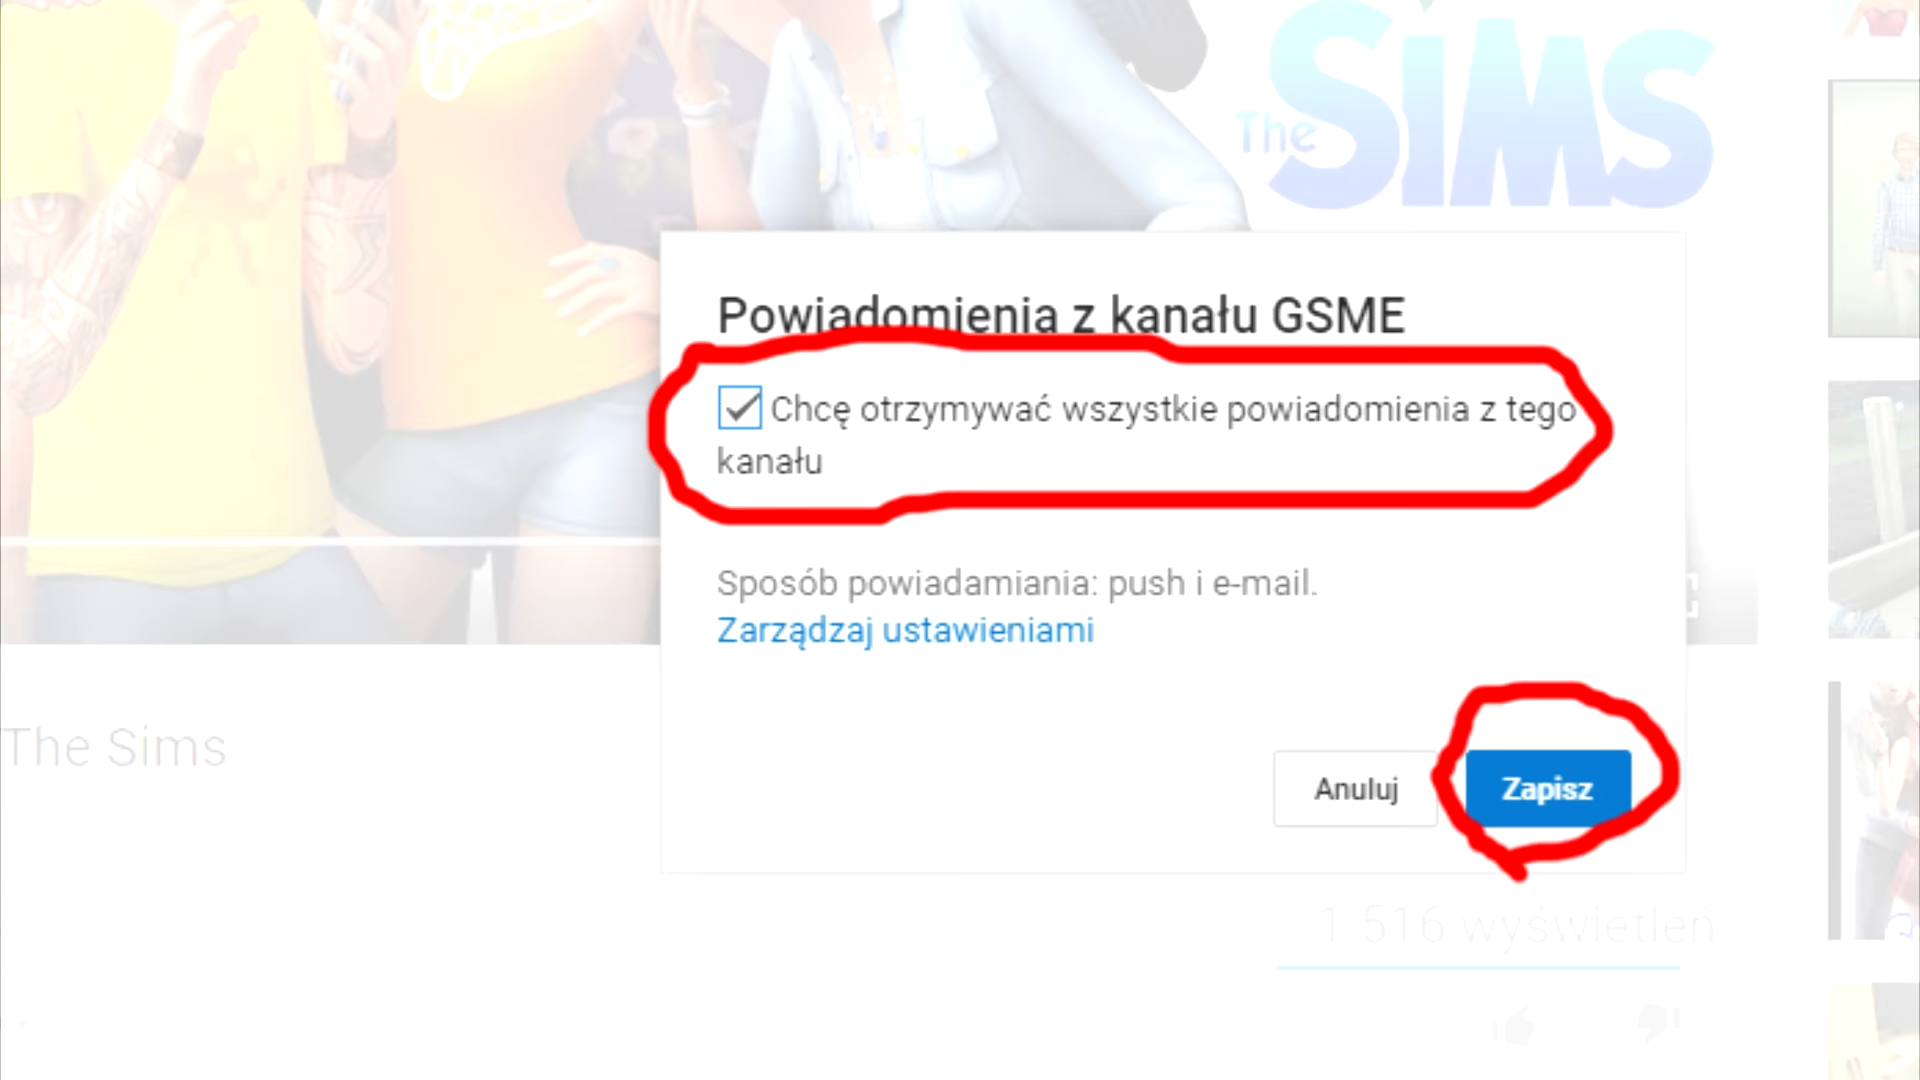 The SiMS
Powiadomienia z kanału GSME
Chcę otrzymywać wszystkie powiadomienia z tego
kanału
Sposób powiadamiania: push i e-mail.
Zarządzaj ustawieniami
The Sims
Anuluj
Zapisz
1 516 wyświetleń